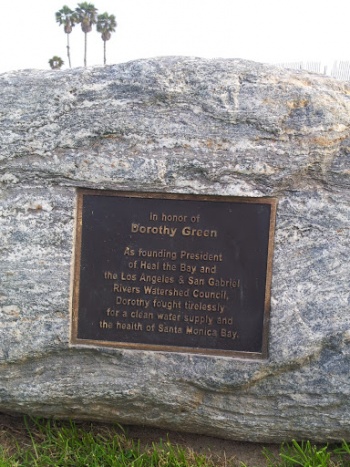 In honor of
Dorothy Green
As founding President
of Heal the Bay and
the Los Angeles & San Gabriel
Rivers Watershed Council,
Dorothy fought tirelessly
for a clean water supply and
the health of Santa Monica Bay.